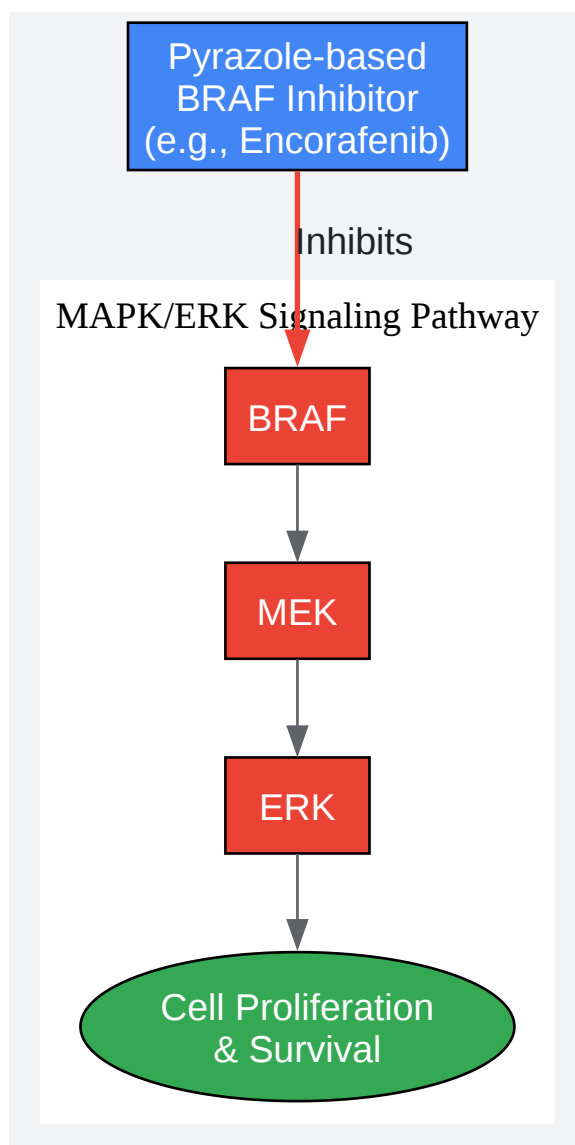 Pyrazole-based
BRAF Inhibitor
(e.g., Encorafenib)
Inhibits
MAPK/ERK Signaling Pathway
BRAF
MEK
ERK
Cell Proliferation
& Survival